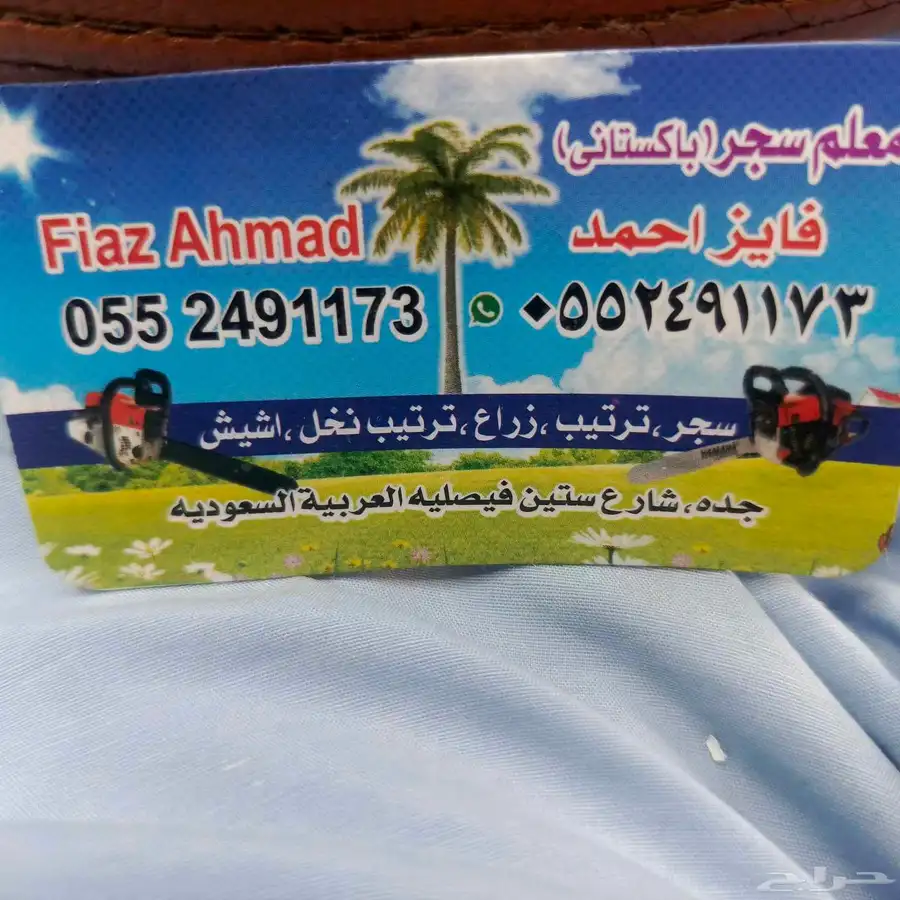 معلم سجر (باكستاني)
Fiaz Ahmad
فايز احمد
055 2491173
٠٥٥٢٤٩١١٧٣
سجر، ترتيب، زراع، ترتيب نخل، اشيش
جده، شارع ستين فيصليه العربية السعوديه
حراج